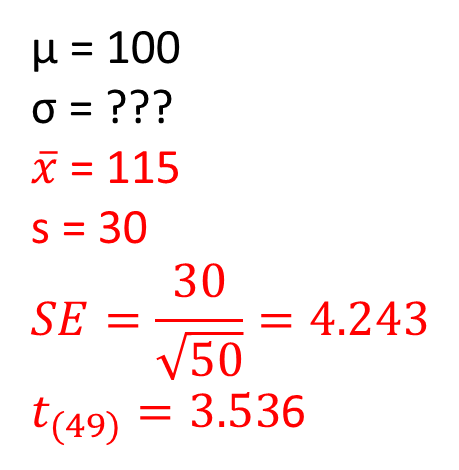 μ = 100
σ = ???
x̄ = 115
s = 30
SE = 30/√50 = 4.243
t(49) = 3.536